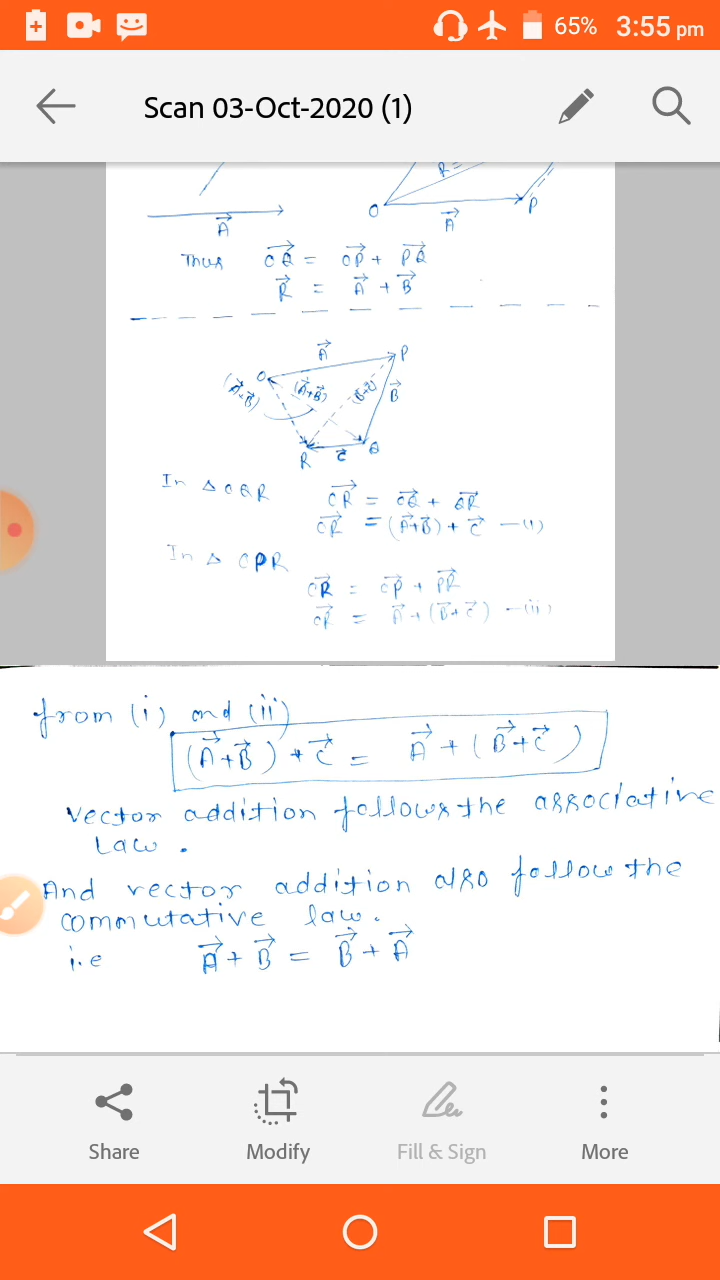 65% 3:55 pm
Scan 03-Oct-2020 (1)
R =
O
P
A⃗
A⃗
Thus OQ⃗ = OP⃗ + PQ⃗
R⃗ = A⃗ + B⃗
A⃗
P
O
(A⃗+B⃗)
B⃗
Q
R
C⃗
In △ OQR OR⃗ = OQ⃗ + QR⃗
OR⃗ = (A⃗+B⃗) + C⃗ — (i)
In △ OPR
OR⃗ = OP⃗ + PR⃗
OR⃗ = A⃗ + (B⃗+C⃗) — (ii)
from (i) and (ii)
(A⃗+B⃗) + C⃗ = A⃗ + (B⃗+C⃗)
Vector addition follows the associative
Law.
And vector addition also follow the
commutative law.
i.e A⃗ + B⃗ = B⃗ + A⃗
Share Modify Fill & Sign More